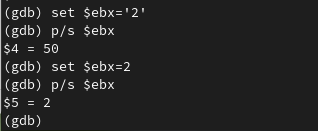 (gdb) set $ebx='2'
(gdb) p/s $ebx
$4 = 50
(gdb) set $ebx=2
(gdb) p/s $ebx
$5 = 2
(gdb)